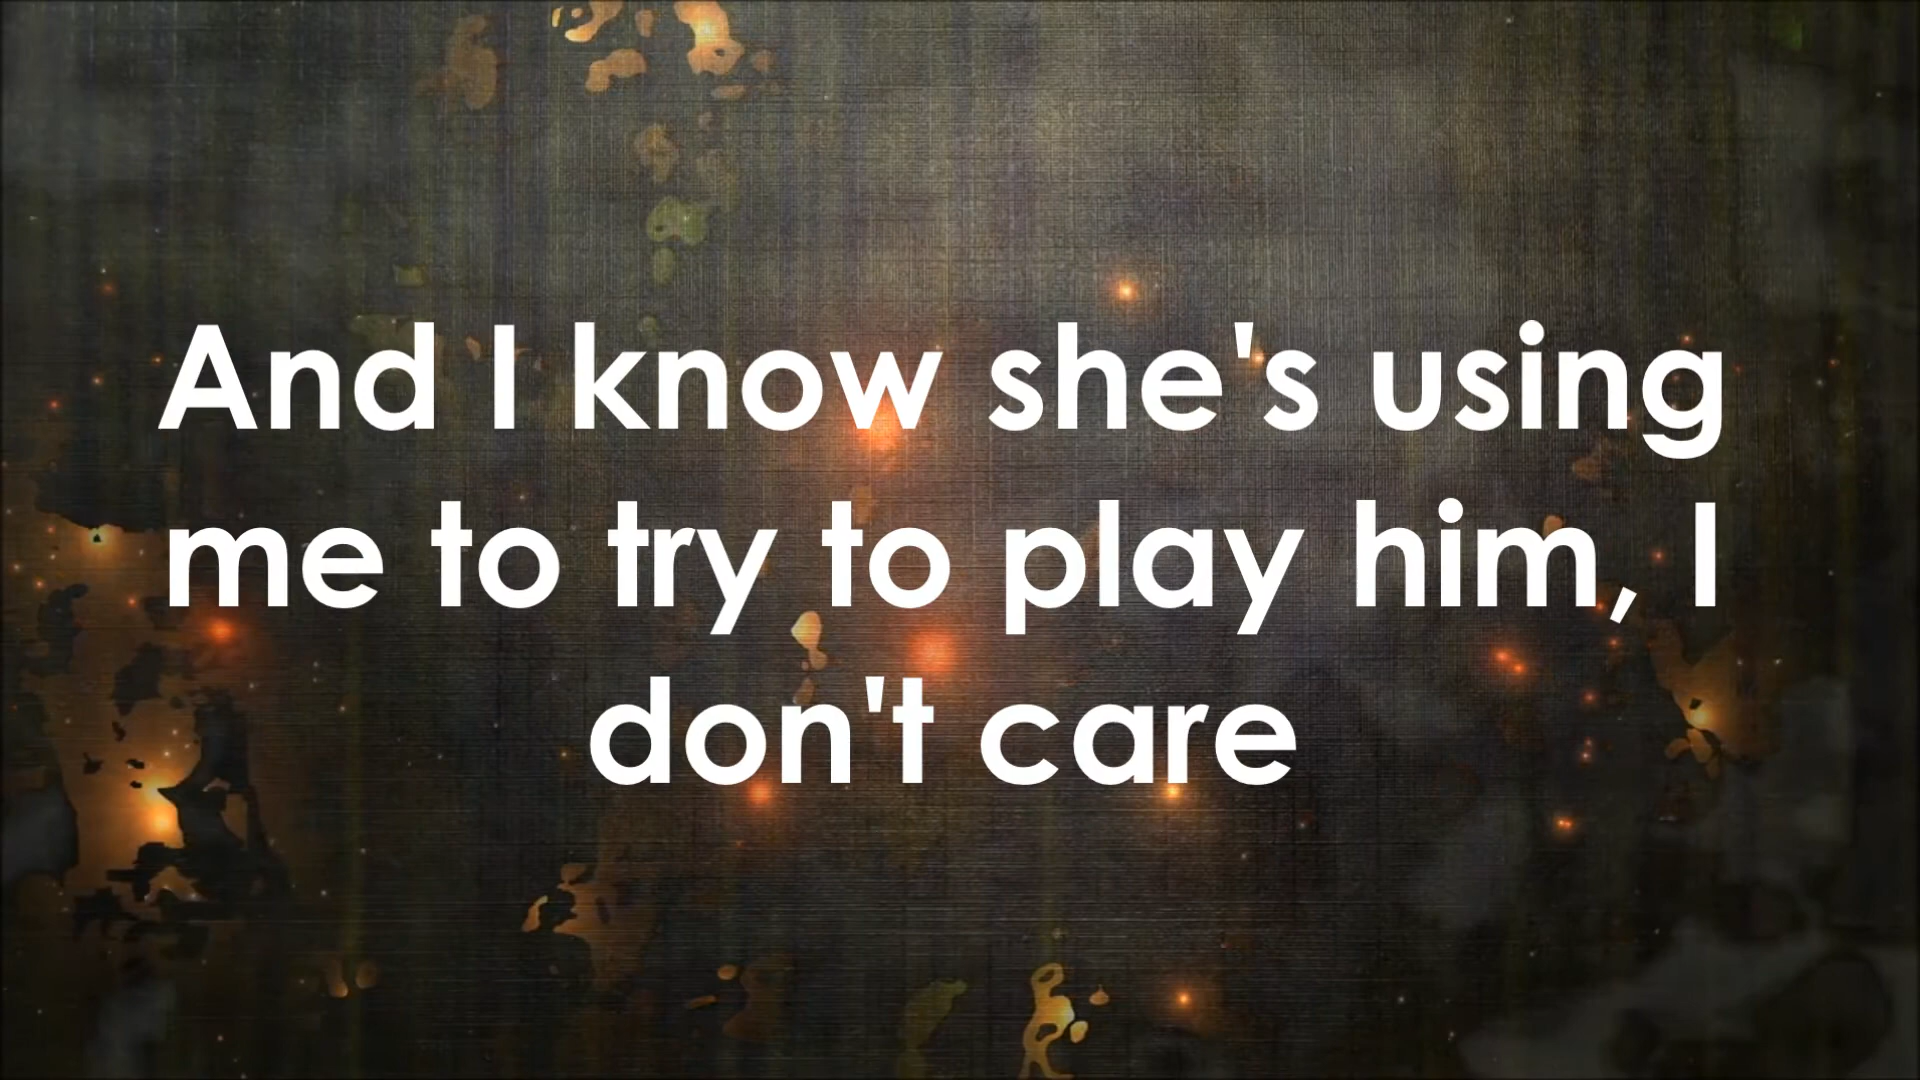 And I know she's using
me to try to play him, I
don't care